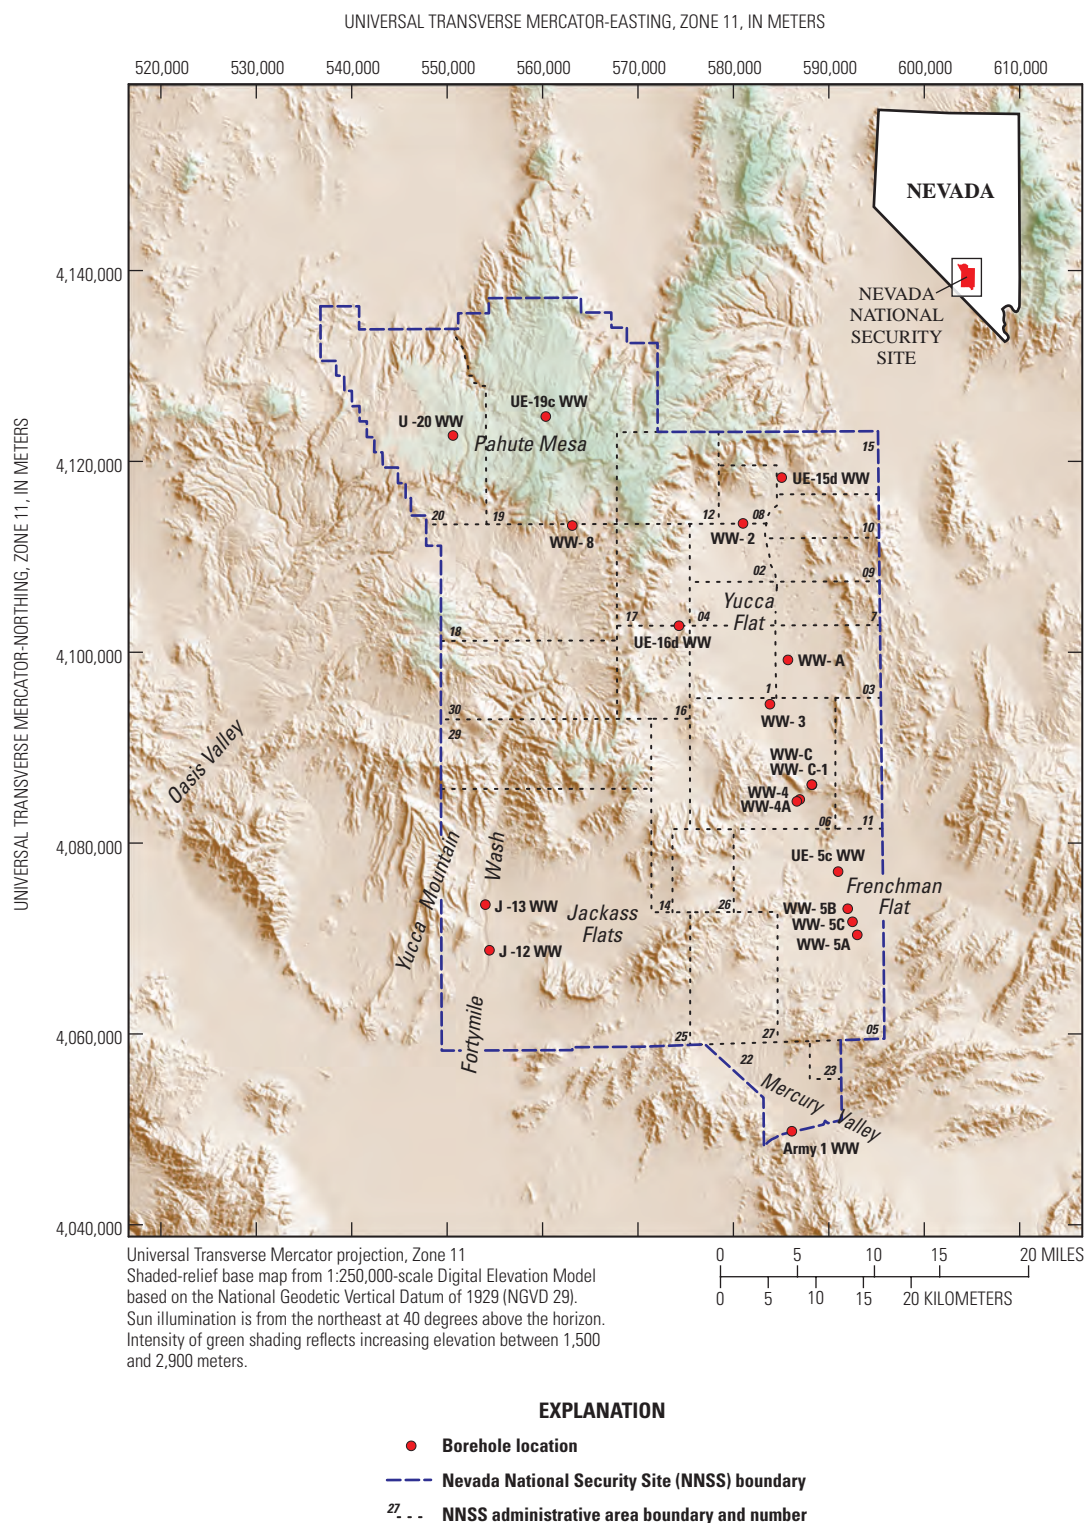 UNIVERSAL TRANSVERSE MERCATOR-EASTING, ZONE 11, IN METERS
520,000 530,000 540,000 550,000 560,000 570,000 580,000 590,000 600,000 610,000
UNIVERSAL TRANSVERSE MERCATOR-NORTHING, ZONE 11, IN METERS
4,140,000
4,120,000
4,100,000
4,080,000
4,060,000
4,040,000
NEVADA
NEVADA
NATIONAL
SECURITY
SITE
UE-19c WW
U -20 WW
Pahute Mesa
15
UE-15d WW
20
19
12
08
10
WW- 8
WW- 2
02
09
Yucca
Flat
17
04
7
UE-16d WW
18
WW- A
1
03
30
16
WW- 3
29
Oasis Valley
WW-C
WW- C-1
WW-4
WW-4A
06
11
UE- 5c WW
Frenchman
Flat
Yucca Mountain
Fortymile Wash
14
26
J -13 WW
Jackass
Flats
WW- 5B
WW- 5C
WW- 5A
J -12 WW
25
27
05
22
23
Mercury Valley
Army 1 WW
Universal Transverse Mercator projection, Zone 11
Shaded-relief base map from 1:250,000-scale Digital Elevation Model
based on the National Geodetic Vertical Datum of 1929 (NGVD 29).
Sun illumination is from the northeast at 40 degrees above the horizon.
Intensity of green shading reflects increasing elevation between 1,500
and 2,900 meters.
0 5 10 15 20 MILES
0 5 10 15 20 KILOMETERS
EXPLANATION
Borehole location
Nevada National Security Site (NNSS) boundary
27 NNSS administrative area boundary and number